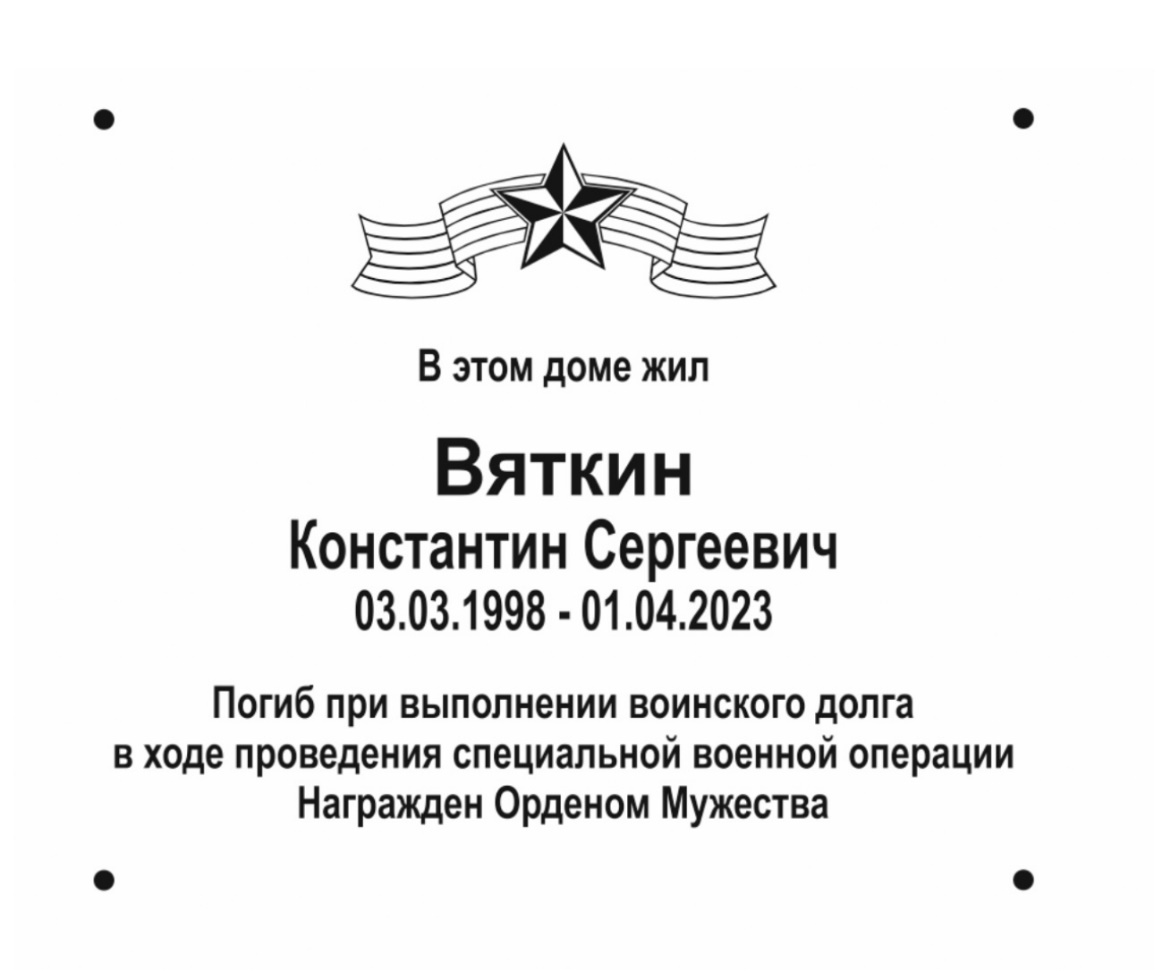 В этом доме жил
Вяткин
Константин Сергеевич
03.03.1998 - 01.04.2023
Погиб при выполнении воинского долга
в ходе проведения специальной военной операции
Награжден Орденом Мужества